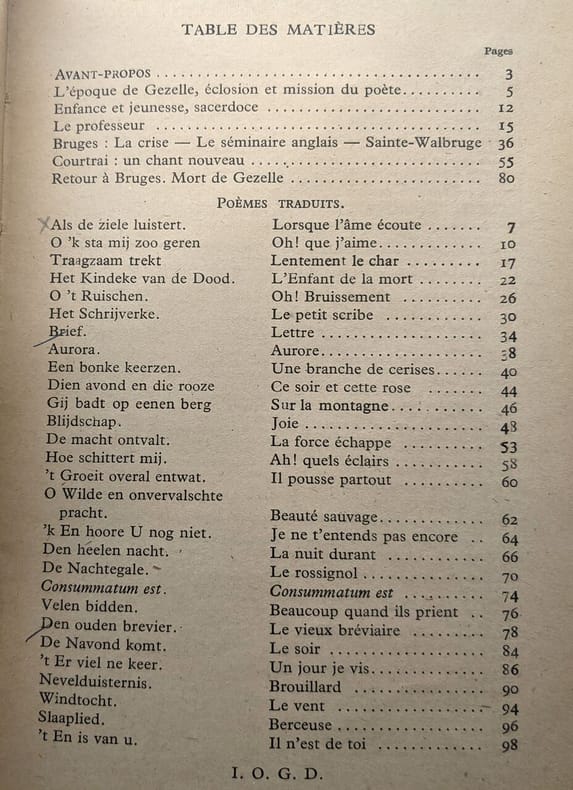 TABLE DES MATIÈRES
Pages
AVANT-PROPOS . . . . . . . . . . . . . . . . . . . . 3
L'époque de Gezelle, éclosion et mission du poète. . . . . . . . . . 5
Enfance et jeunesse, sacerdoce . . . . . . . . . . . . . . . . . . . . 12
Le professeur . . . . . . . . . . . . . . . . . . . . 15
Bruges : La crise — Le séminaire anglais — Sainte-Walbruge 36
Courtrai : un chant nouveau . . . . . . . . . . . . . . . . . . . . 55
Retour à Bruges. Mort de Gezelle . . . . . . . . . . . . . . . . . . . . 80
POÈMES TRADUITS.
Als de ziele luistert. Lorsque l'âme écoute . . . . . . . 7
O 'k sta mij zoo geren Oh! que j'aime. . . . . . . . . . . . 10
Traagzaam trekt Lentement le char . . . . . . . . . 17
Het Kindeke van de Dood. L'Enfant de la mort . . . . . . . . 22
O 't Ruischen. Oh! Bruissement . . . . . . . . . . 26
Het Schrijverke. Le petit scribe . . . . . . . . . . . 30
Brief. Lettre . . . . . . . . . . . . . . . . . 34
Aurora. Aurore. . . . . . . . . . . . . . . . . 38
Een bonke keerzen. Une branche de cerises. . . . . . 40
Dien avond en die rooze Ce soir et cette rose . . . . . . . . 44
Gij badt op eenen berg Sur la montagne. . . . . . . . . . . 46
Blijdschap. Joie . . . . . . . . . . . . . . . . . . . 48
De macht ontvalt. La force échappe . . . . . . . . . . 53
Hoe schittert mij. Ah! quels éclairs . . . . . . . . . . 58
't Groeit overal entwat. Il pousse partout . . . . . . . . . . 60
O Wilde en onvervalschte
pracht. Beauté sauvage. . . . . . . . . . . . 62
'k En hoore U nog niet. Je ne t'entends pas encore . . 64
Den heelen nacht. La nuit durant . . . . . . . . . . . 66
De Nachtegale. Le rossignol . . . . . . . . . . . . . 70
Consummatum est. Consummatum est . . . . . . . . . 74
Velen bidden. Beaucoup quand ils prient . . 76
Den ouden brevier. Le vieux bréviaire . . . . . . . . . 78
De Navond komt. Le soir . . . . . . . . . . . . . . . . . 84
't Er viel ne keer. Un jour je vis. . . . . . . . . . . . . 86
Nevelduisternis. Brouillard . . . . . . . . . . . . . . . 90
Windtocht. Le vent . . . . . . . . . . . . . . . . . 94
Slaaplied. Berceuse . . . . . . . . . . . . . . . . 96
't En is van u. Il n'est de toi . . . . . . . . . . . . . 98
I. O. G. D.